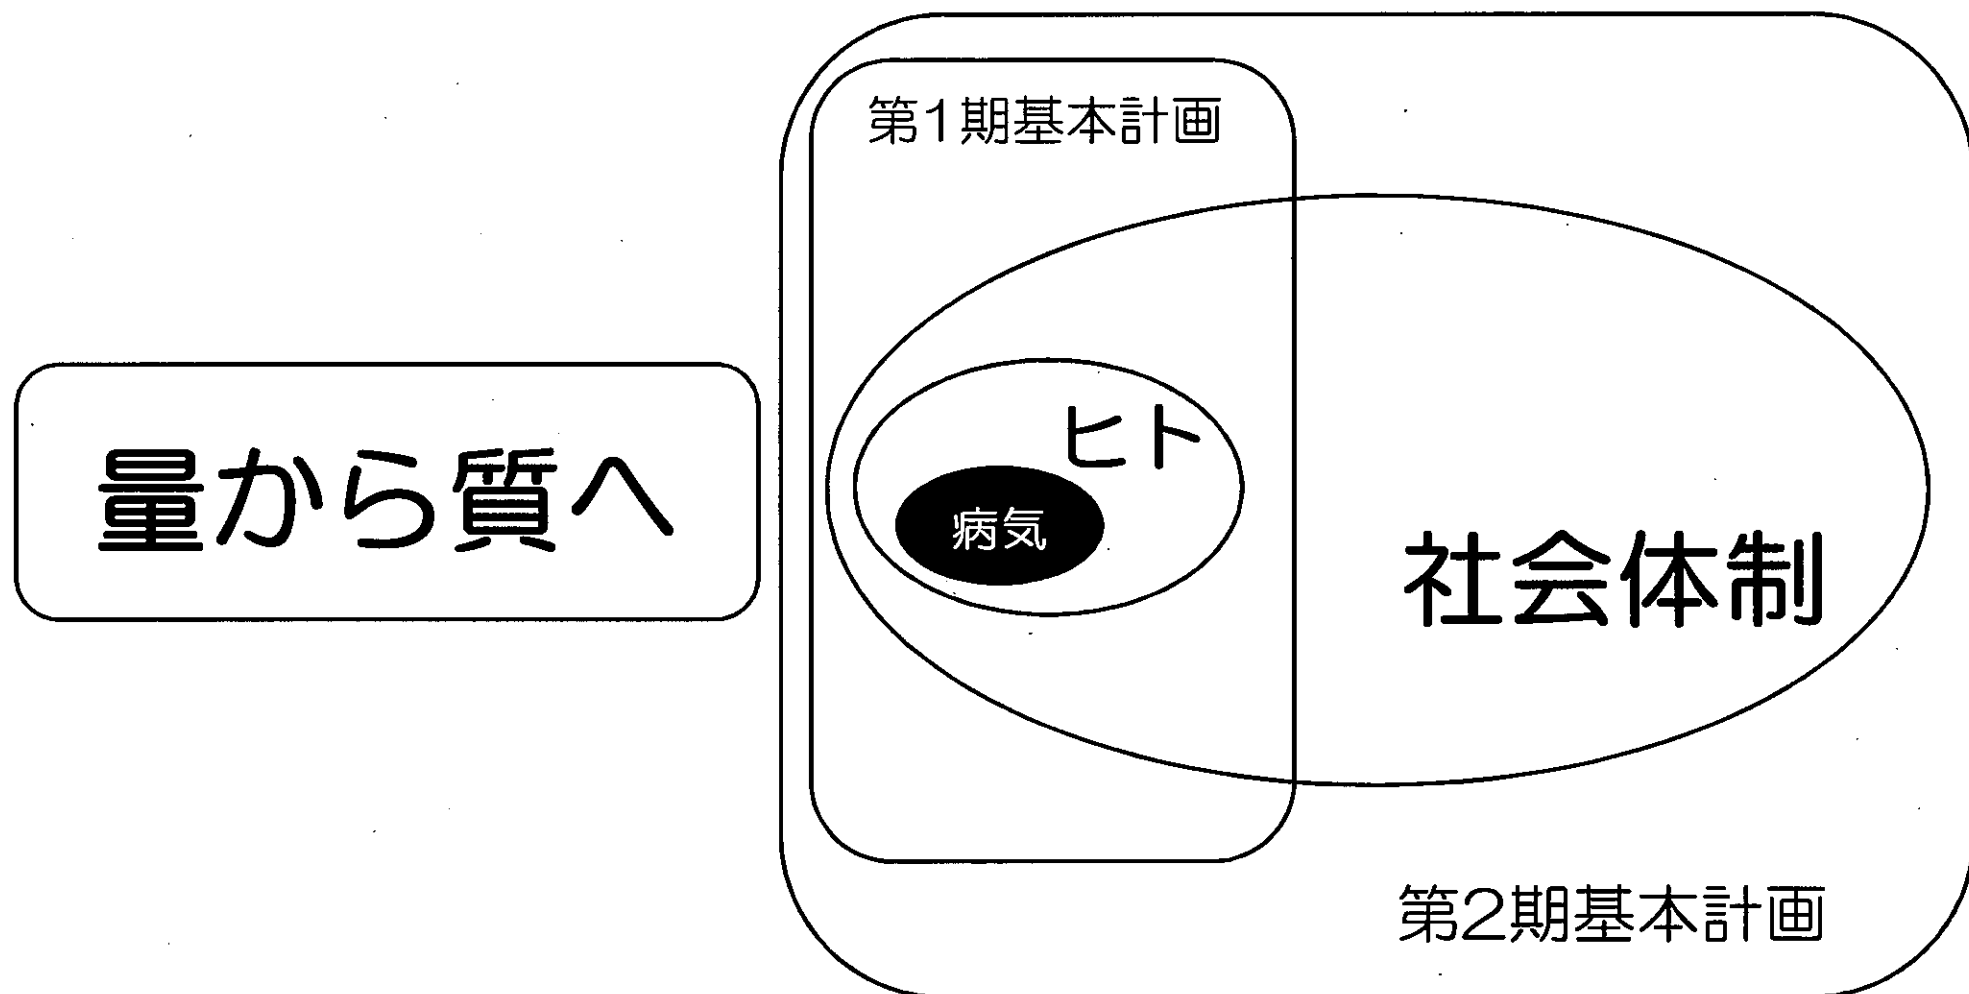 第1期基本計画
量から質へ
ヒト
病気
社会体制
第2期基本計画